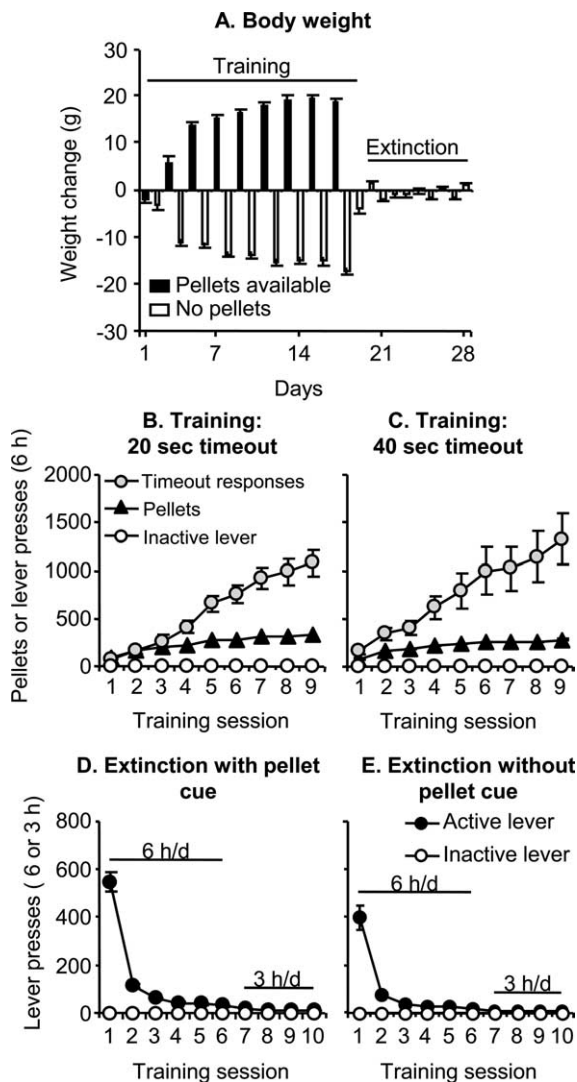 A. Body weight
Training
Extinction
Weight change (g)
30
20
10
0
-10
-20
-30
Pellets available
No pellets
1 7 14 21 28
Days
B. Training:
20 sec timeout
C. Training:
40 sec timeout
Pellets or lever presses (6 h)
2000
1500
1000
500
0
Timeout responses
Pellets
Inactive lever
1 2 3 4 5 6 7 8 9
Training session
1 2 3 4 5 6 7 8 9
Training session
D. Extinction with pellet
cue
E. Extinction without
pellet cue
Lever presses ( 6 or 3 h)
800
600
400
200
0
6 h/d
3 h/d
1 2 3 4 5 6 7 8 9 10
Training session
Active lever
Inactive lever
6 h/d
3 h/d
1 2 3 4 5 6 7 8 9 10
Training session